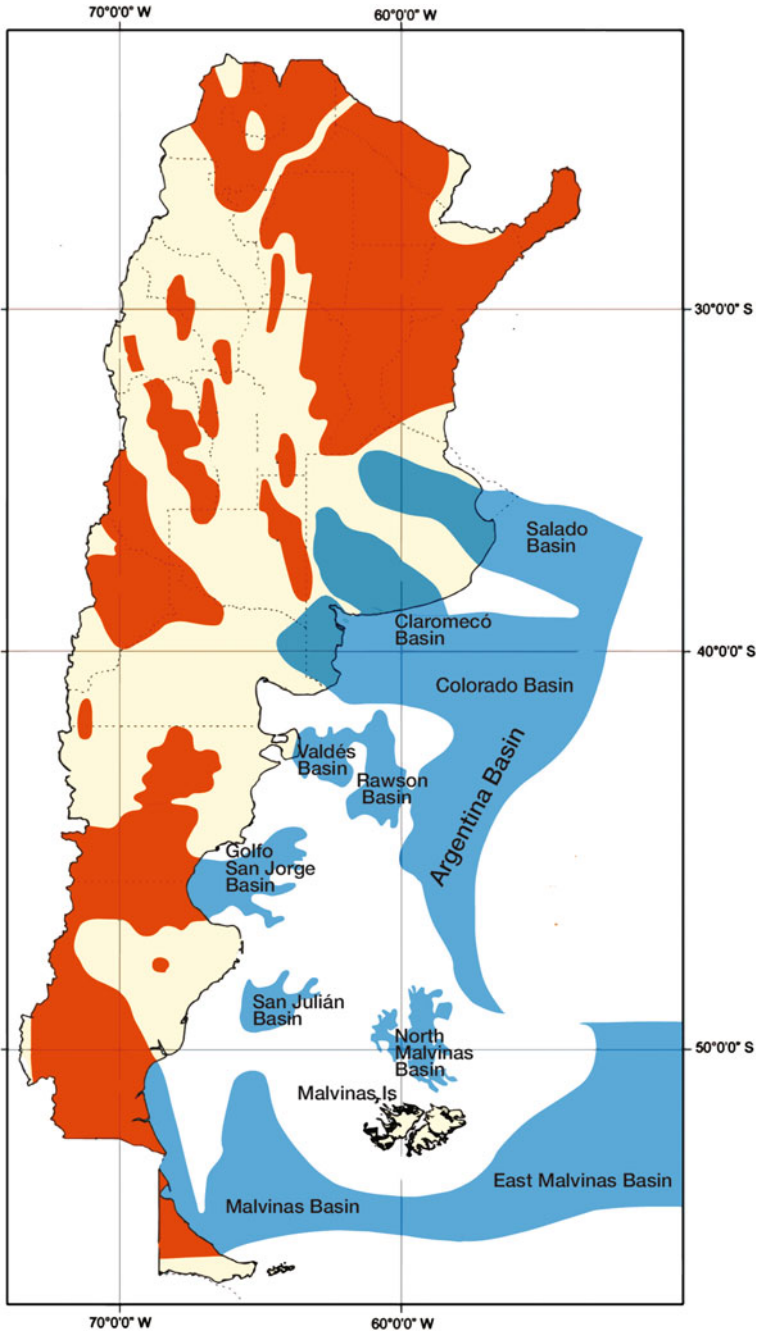 70°0'0" W
60°0'0" W
30°0'0" S
Salado
Basin
Claromecó
Basin
40°0'0" S
Colorado Basin
Valdés
Basin
Rawson
Basin
Argentina Basin
Golfo
San Jorge
Basin
San Julián
Basin
North
Malvinas
Basin
50°0'0" S
Malvinas Is
East Malvinas Basin
Malvinas Basin
70°0'0" W
60°0'0" W